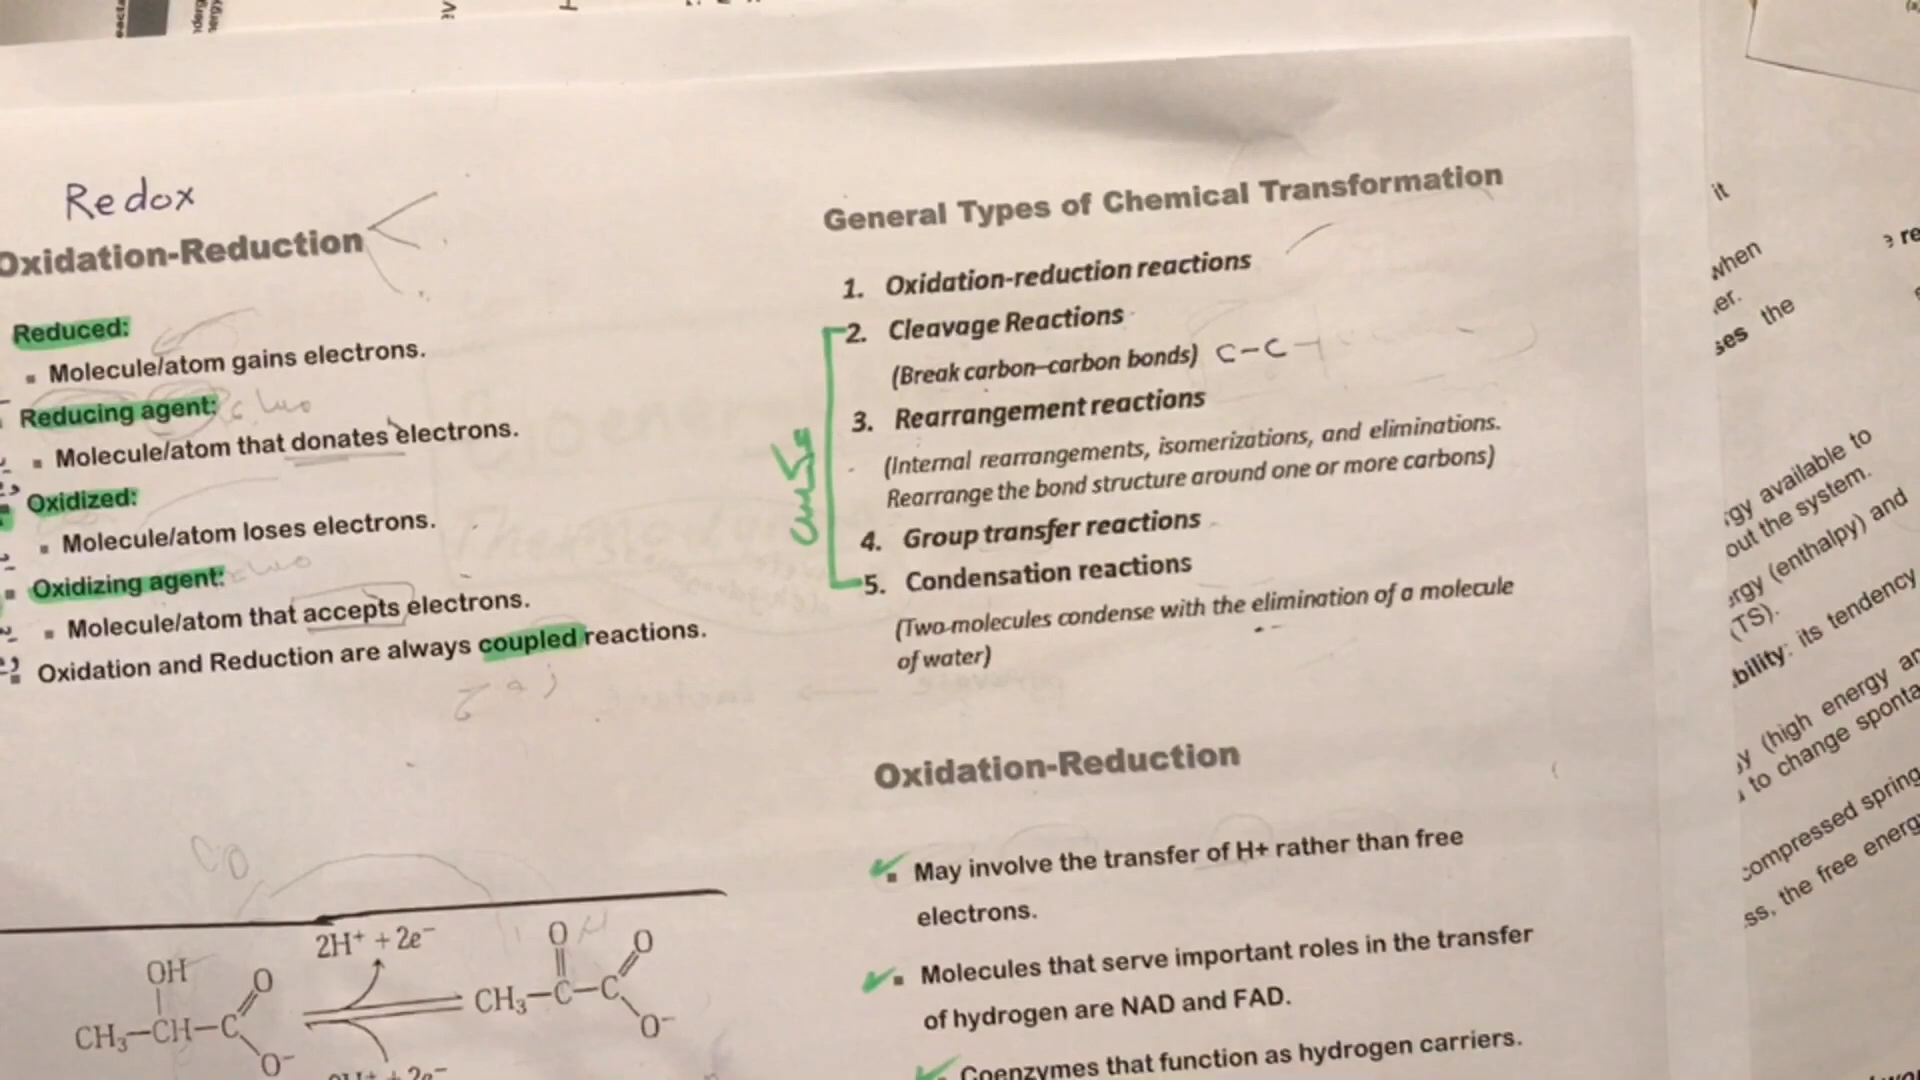 Redox
Oxidation-Reduction
Reduced:
▪ Molecule/atom gains electrons.
Reducing agent:
▪ Molecule/atom that donates electrons.
Oxidized:
▪ Molecule/atom loses electrons.
Oxidizing agent:
▪ Molecule/atom that accepts electrons.
▪ Oxidation and Reduction are always coupled reactions.
2H⁺ + 2e⁻
OH
O
CH₃—CH—C
O⁻
O
O
CH₃—C—C
O⁻
General Types of Chemical Transformation
1. Oxidation-reduction reactions
2. Cleavage Reactions
(Break carbon–carbon bonds) C-C
3. Rearrangement reactions
(Internal rearrangements, isomerizations, and eliminations.
Rearrange the bond structure around one or more carbons)
4. Group transfer reactions
5. Condensation reactions
(Two molecules condense with the elimination of a molecule
of water)
Oxidation-Reduction
▪ May involve the transfer of H+ rather than free
electrons.
▪ Molecules that serve important roles in the transfer
of hydrogen are NAD and FAD.
Coenzymes that function as hydrogen carriers.
it
when
the
available to
out the system.
(enthalpy) and
(TS).
its tendency
(high energy
to change
compressed spring
the free